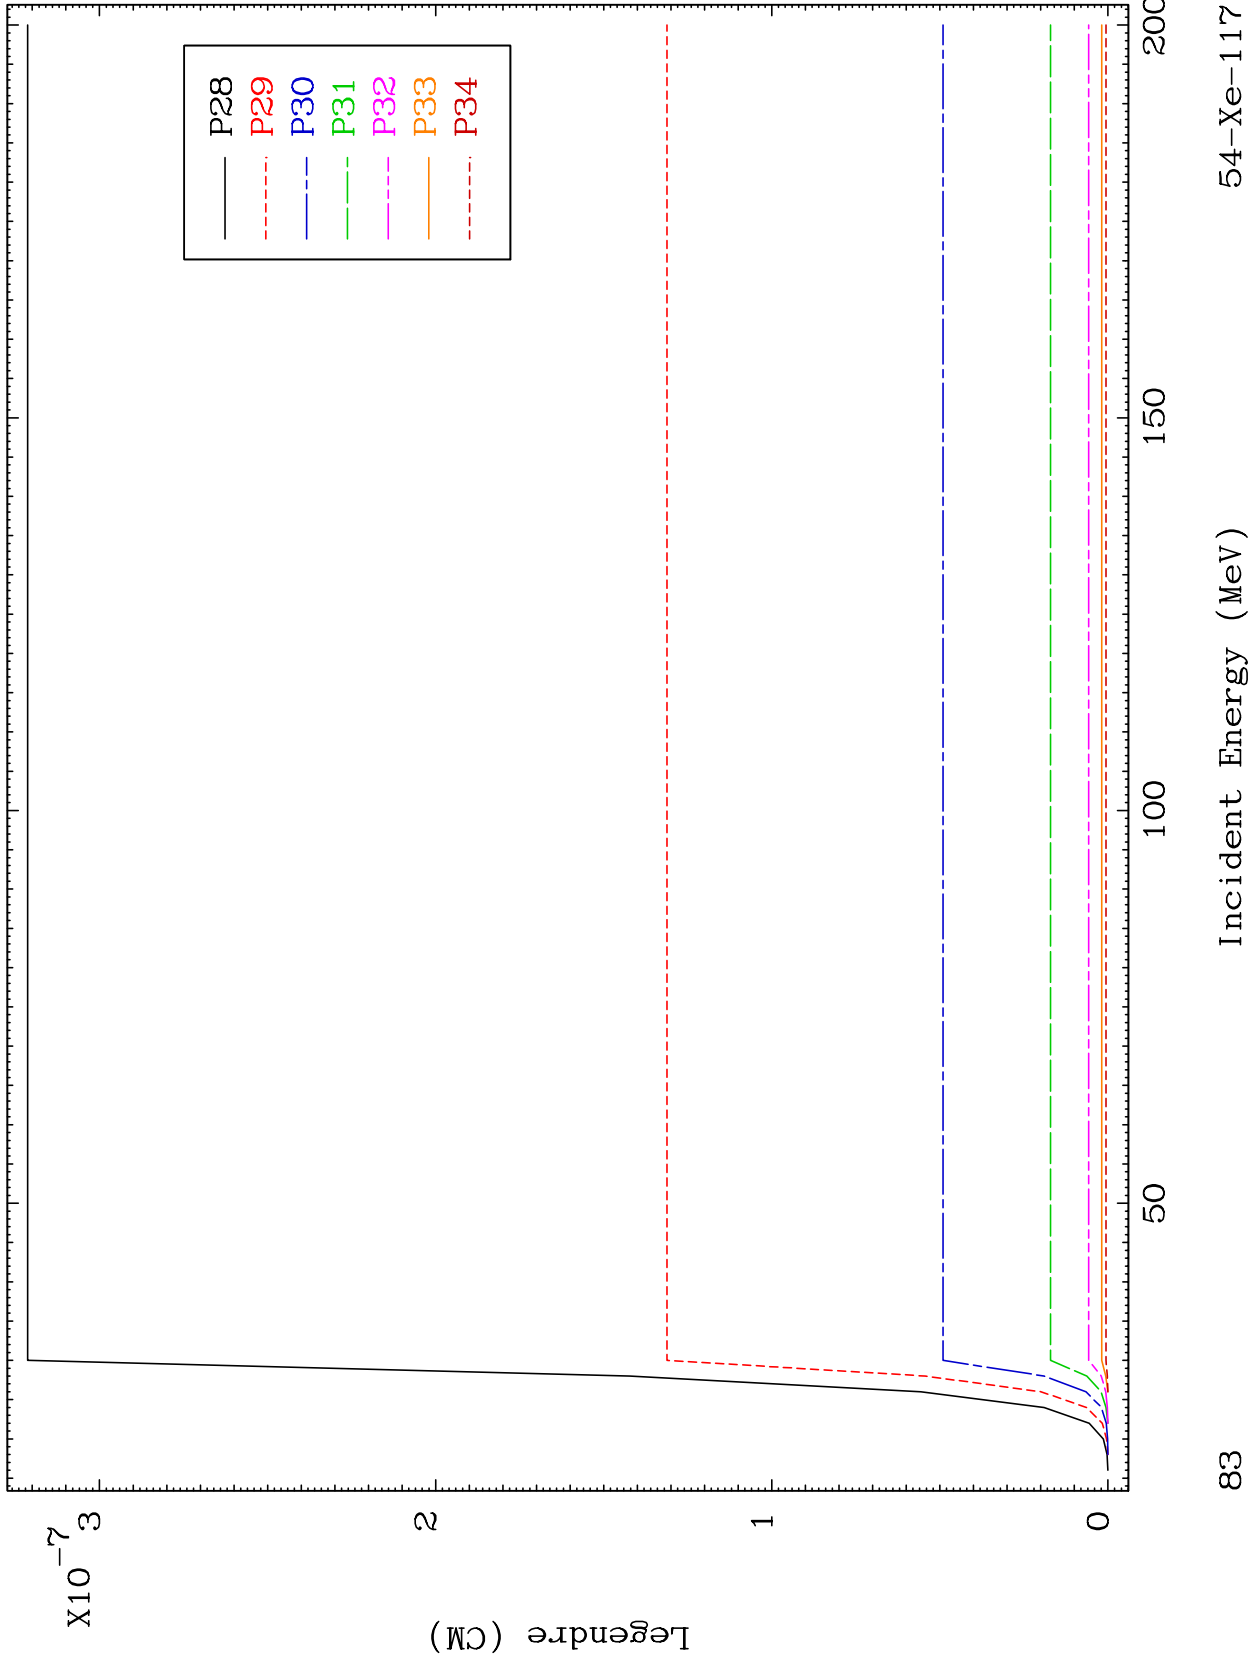 X10-7
3
2
1
0
Legendre (CM)
P28
P29
P30
P31
P32
P33
P34
50
100
150
200
83
Incident Energy (MeV)
54-Xe-117